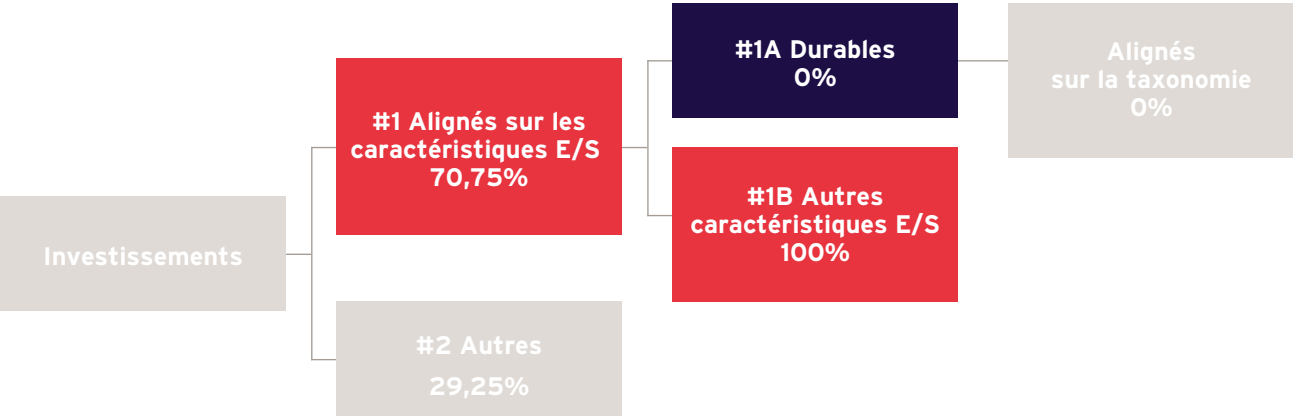 Investissements
#1 Alignés sur les
caractéristiques E/S
70,75%
#2 Autres
29,25%
#1A Durables
0%
#1B Autres
caractéristiques E/S
100%
Alignés
sur la taxonomie
0%